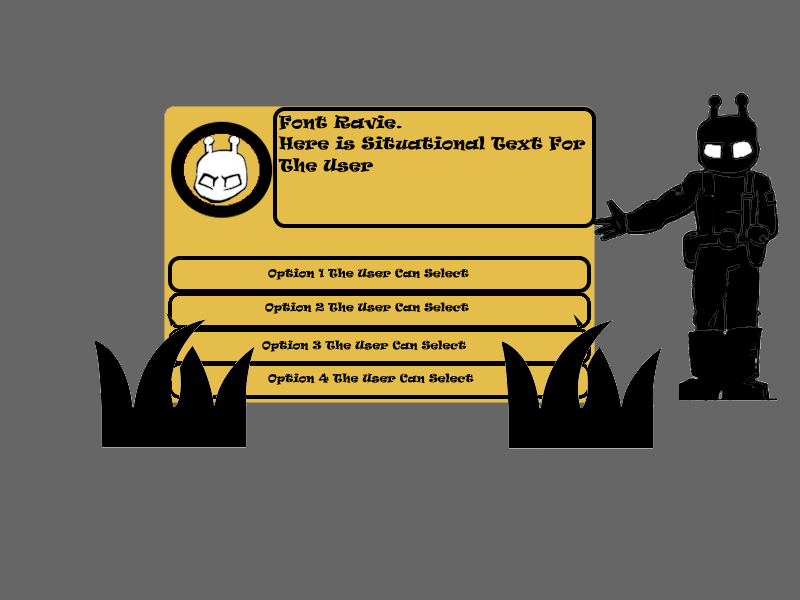 Font Ravie.
Here is Situational Text For
The User
Option 1 The User Can Select
Option 2 The User Can Select
Option 3 The User Can Select
Option 4 The User Can Select